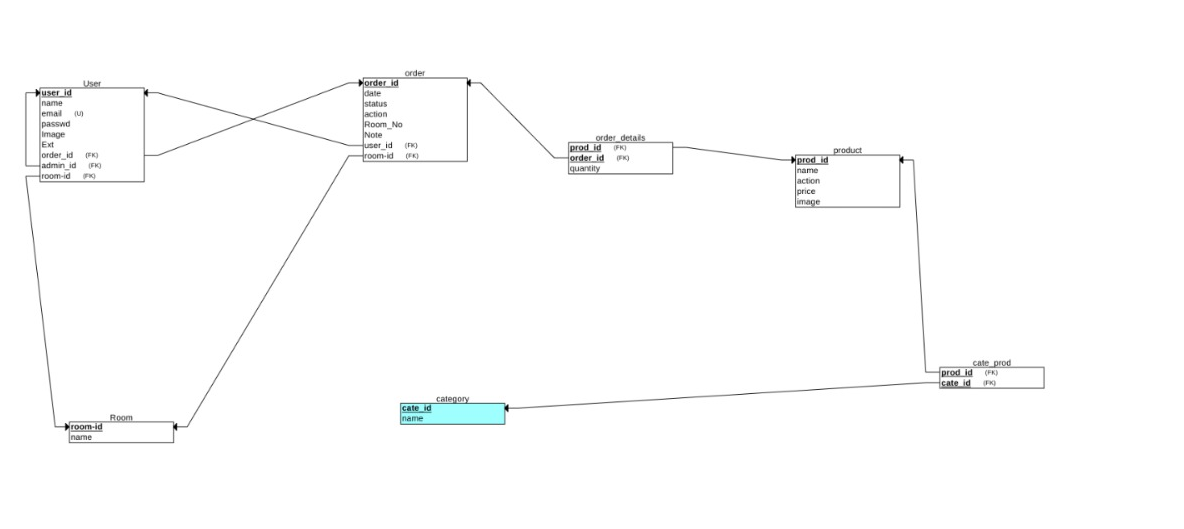 User
user_id
name
email (U)
passwd
Image
Ext
order_id (FK)
admin_id (FK)
room-id (FK)
order
order_id
date
status
action
Room_No
Note
user_id (FK)
room-id (FK)
order_details
prod_id (FK)
order_id (FK)
quantity
product
prod_id
name
action
price
image
cate_prod
prod_id (FK)
cate_id (FK)
category
cate_id
name
Room
room-id
name